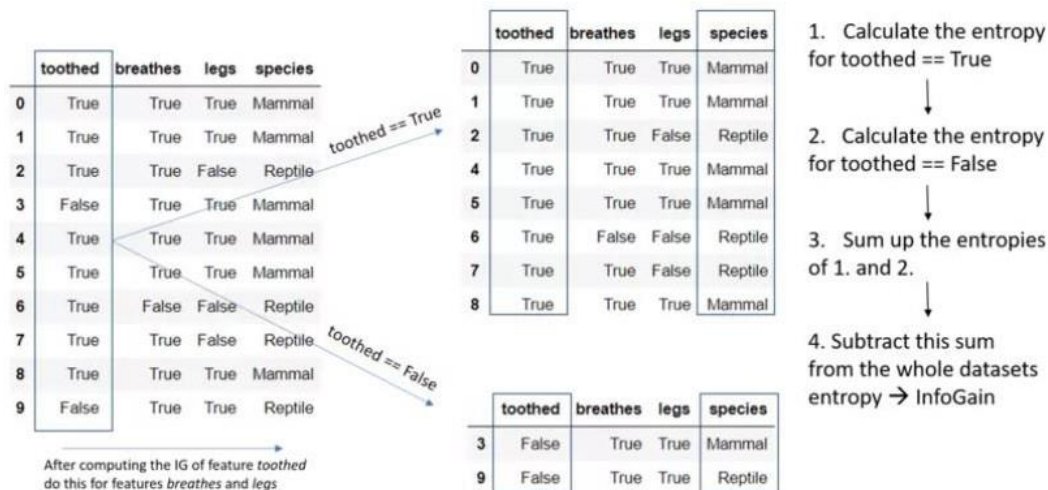 toothed breathes legs species
0 True True True Mammal
1 True True True Mammal
2 True True False Reptile
3 False True True Mammal
4 True True True Mammal
5 True True True Mammal
6 True False False Reptile
7 True True False Reptile
8 True True True Mammal
9 False True True Reptile
After computing the IG of feature toothed
do this for features breathes and legs
toothed == True
toothed == False
toothed breathes legs species
0 True True True Mammal
1 True True True Mammal
2 True True False Reptile
4 True True True Mammal
5 True True True Mammal
6 True False False Reptile
7 True True False Reptile
8 True True True Mammal
toothed breathes legs species
3 False True True Mammal
9 False True True Reptile
1. Calculate the entropy
for toothed == True
2. Calculate the entropy
for toothed == False
3. Sum up the entropies
of 1. and 2.
4. Subtract this sum
from the whole datasets
entropy → InfoGain